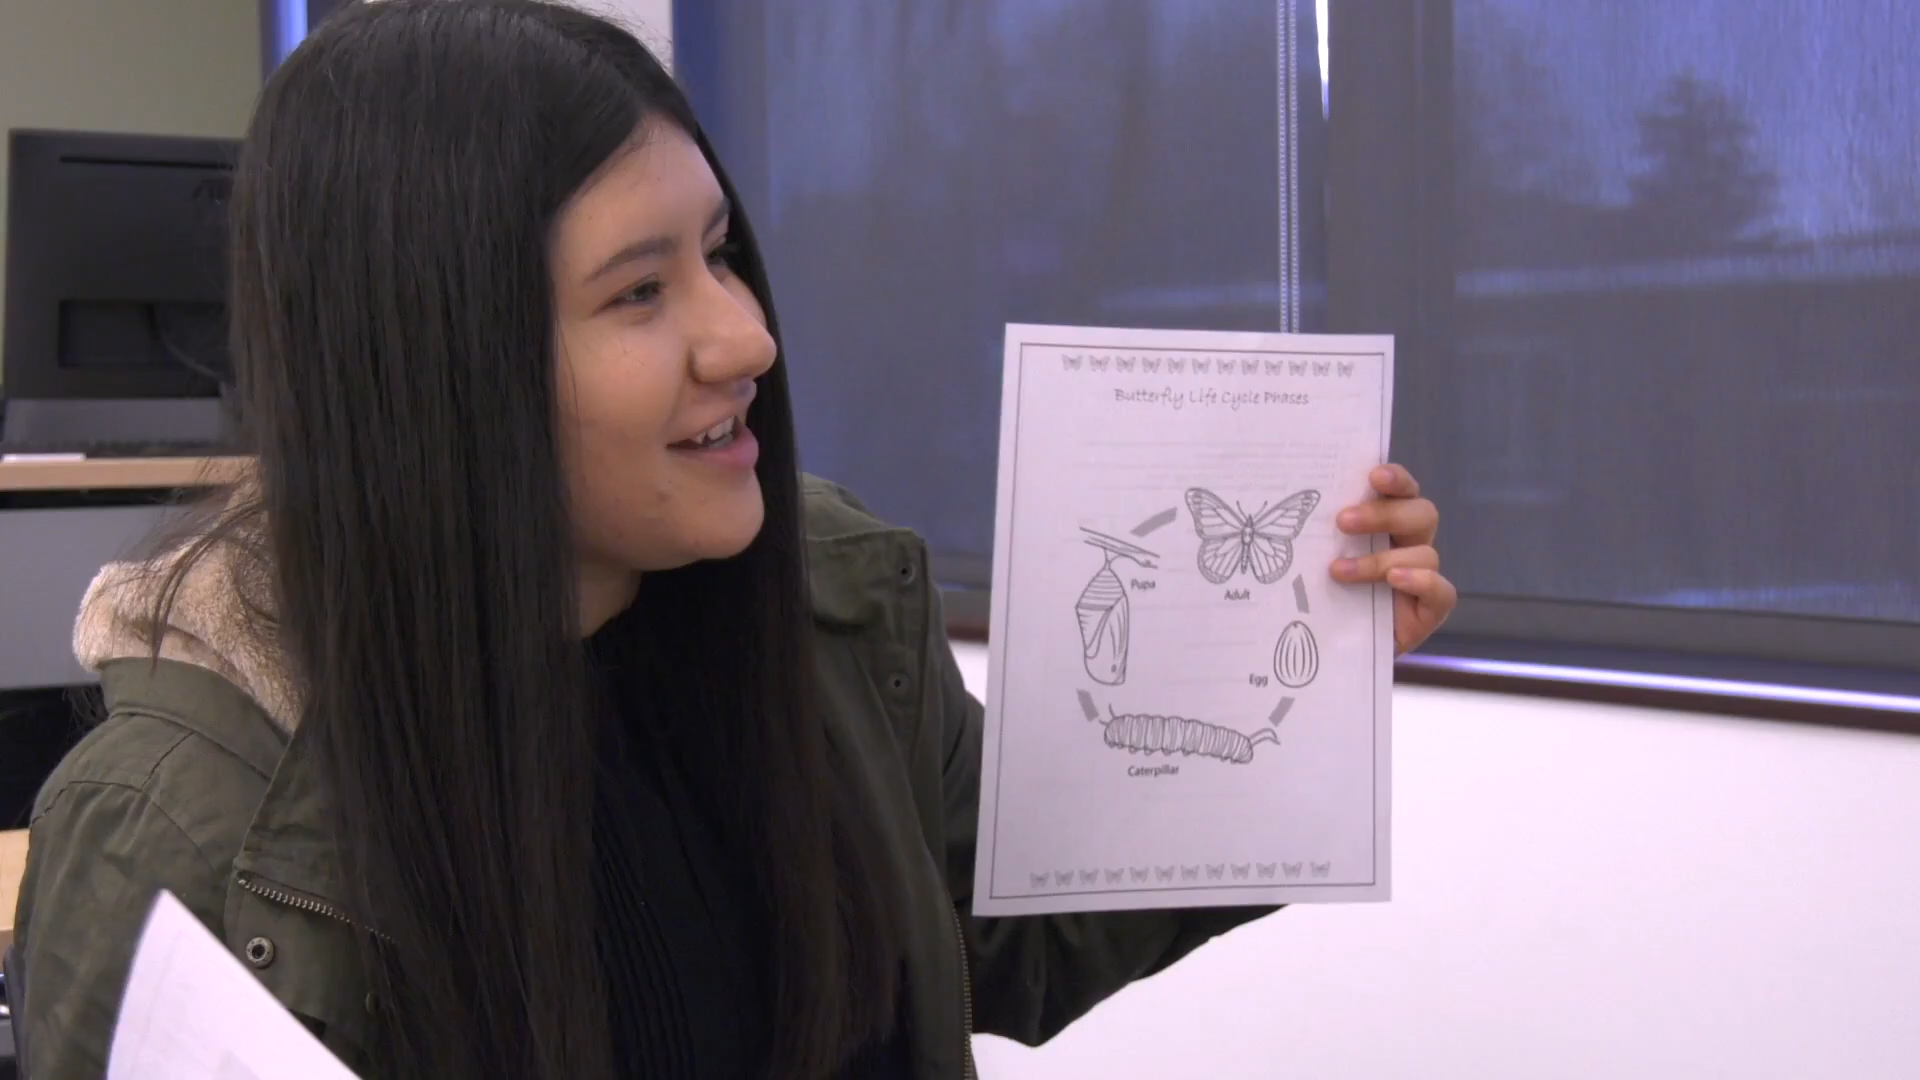 Butterfly Life Cycle Phases
Pupa
Adult
Egg
Caterpillar